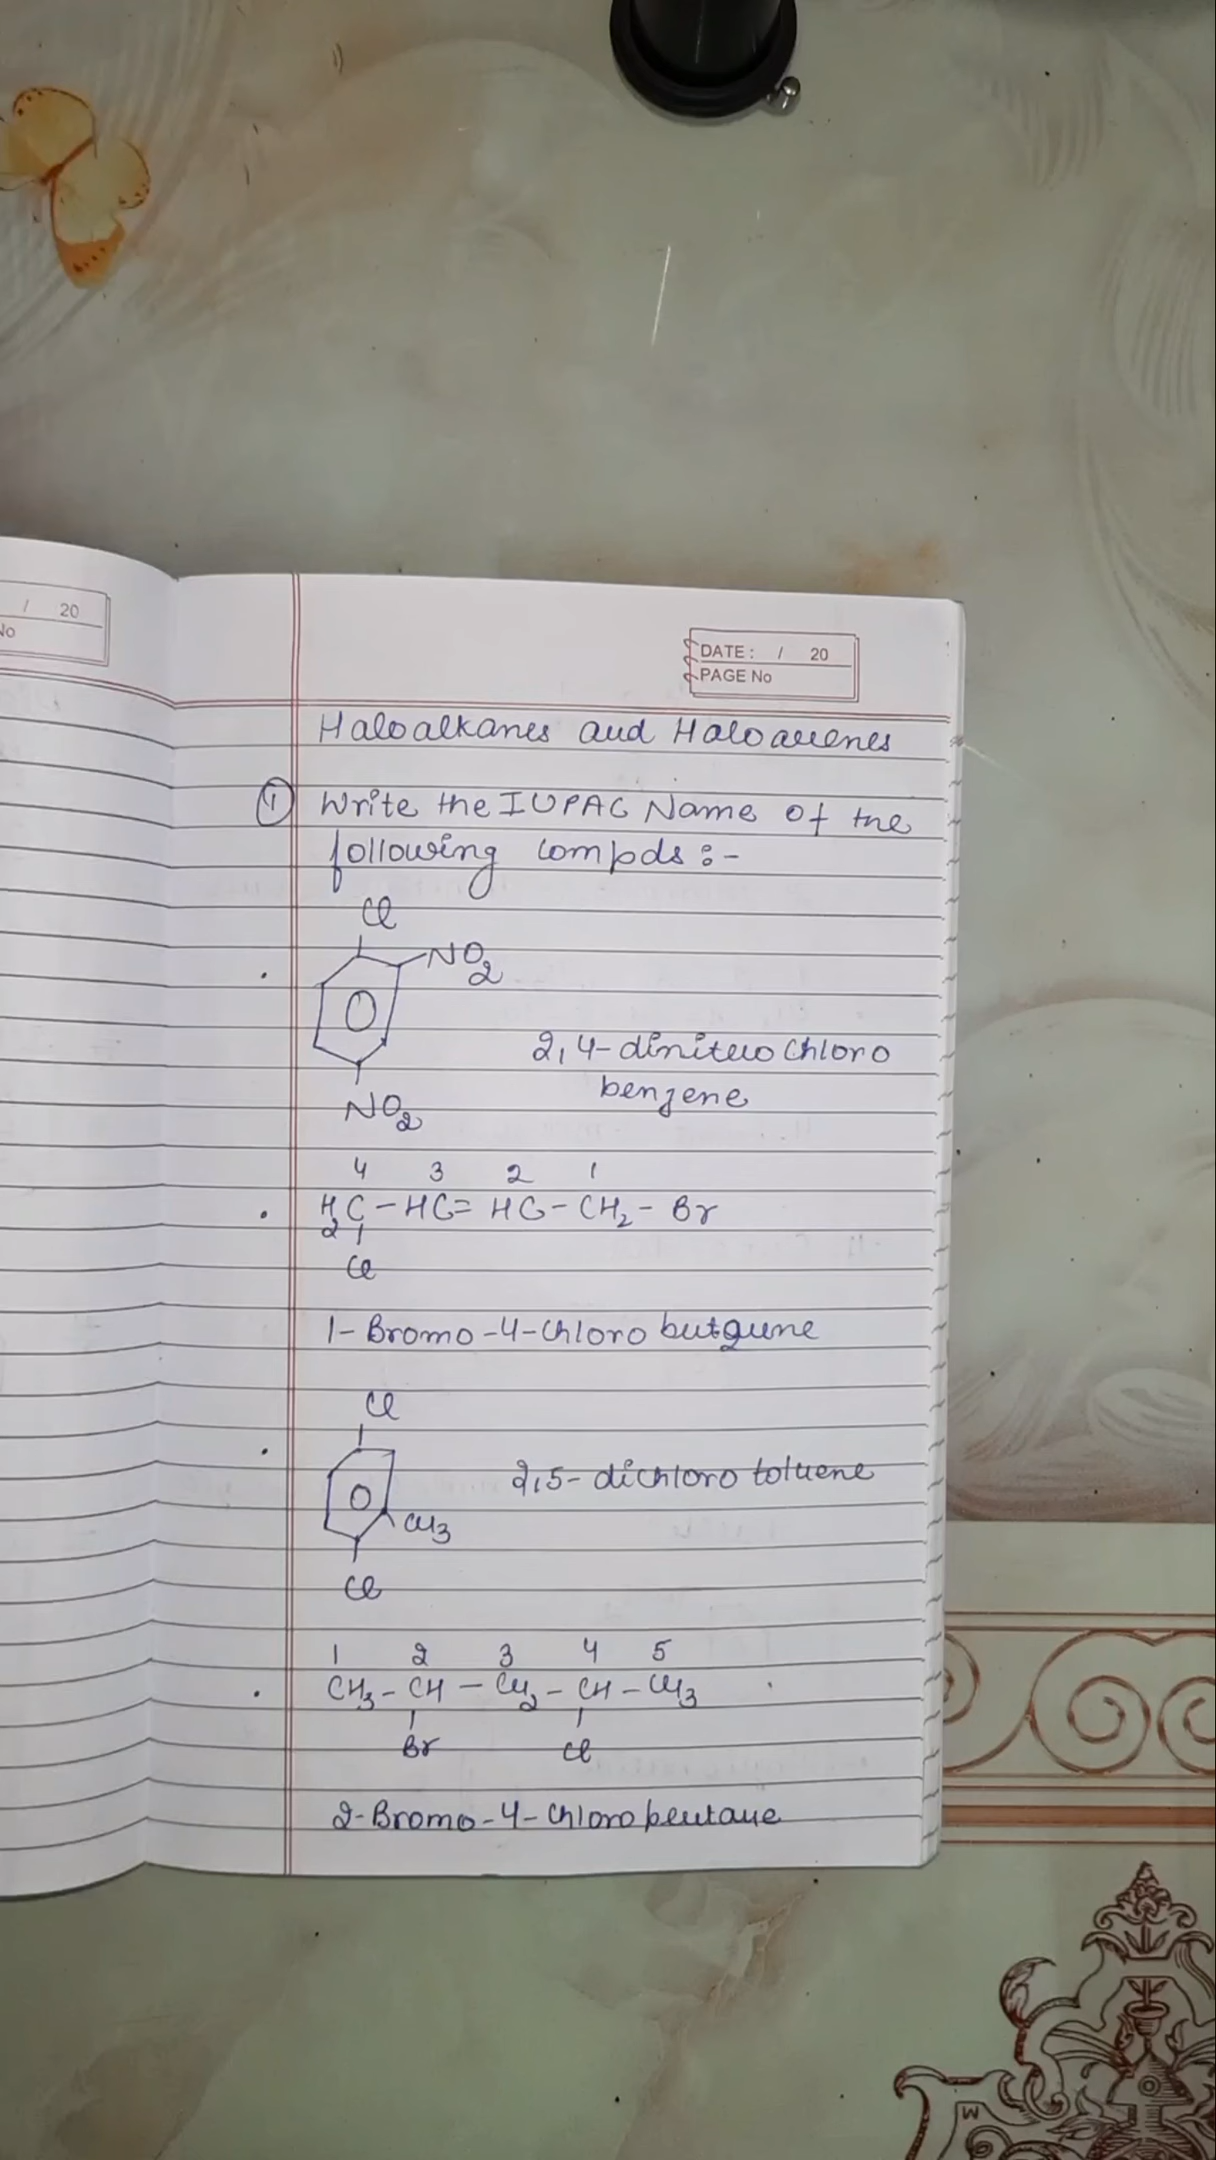 / 20
No
DATE : / 20
PAGE No
Haloalkanes and Haloarenes
① Write the IUPAC Name of the
following compds :-
Cl
NO2
NO2
2,4-dinitro chloro
benzene
4 3 2 1
H2C - HC = HC - CH2 - Br
Cl
1-Bromo-4-chloro but2ene
Cl
2,5-dichloro toluene
CH3
Cl
1 2 3 4 5
CH3 - CH - CH2 - CH - CH3
Br Cl
2-Bromo-4-chloropentane